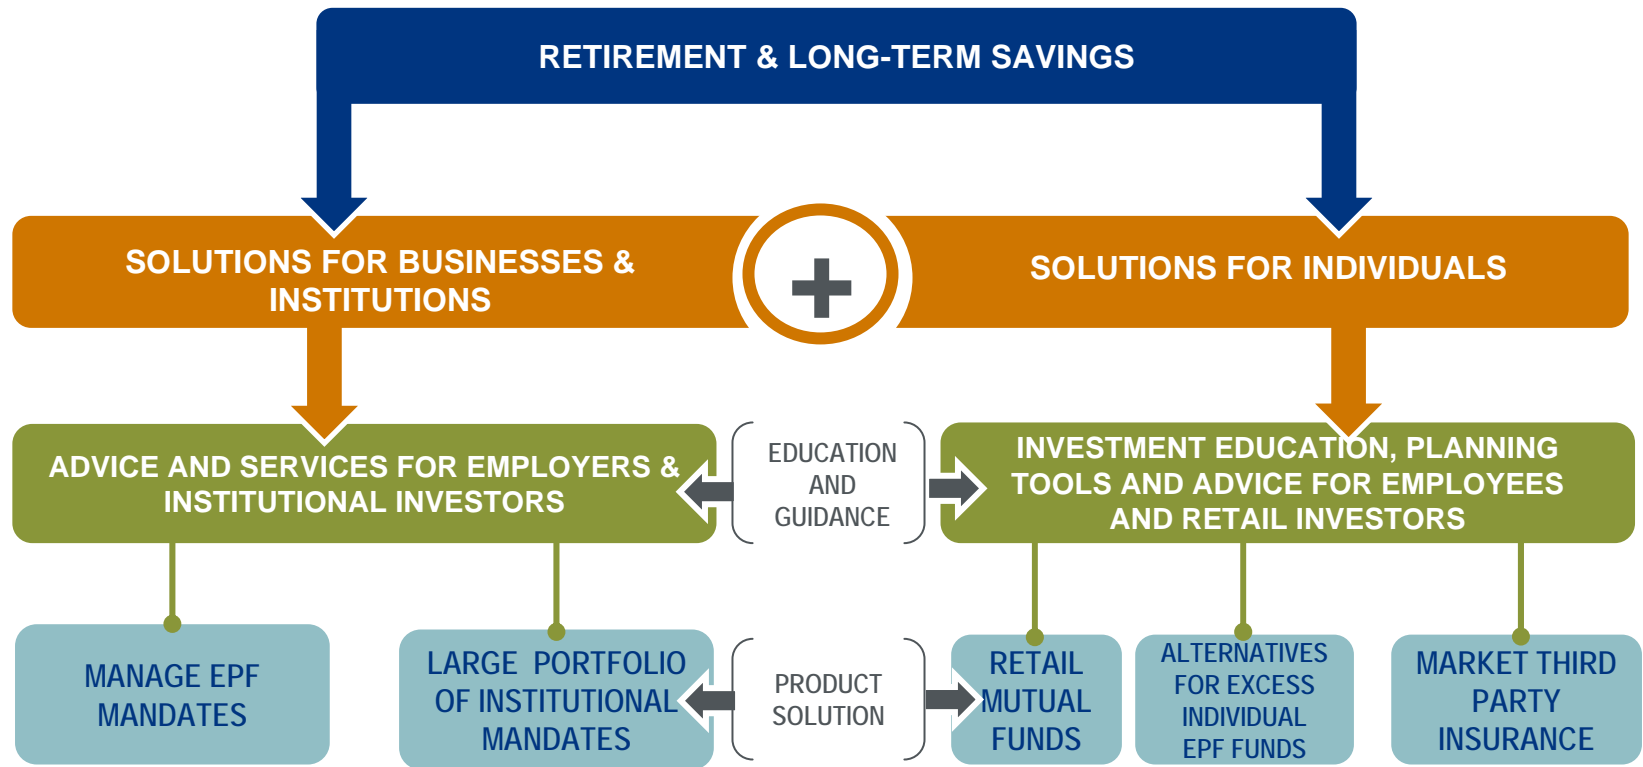 RETIREMENT & LONG-TERM SAVINGS
SOLUTIONS FOR BUSINESSES &
INSTITUTIONS
+
SOLUTIONS FOR INDIVIDUALS
ADVICE AND SERVICES FOR EMPLOYERS &
INSTITUTIONAL INVESTORS
EDUCATION
AND
GUIDANCE
INVESTMENT EDUCATION, PLANNING
TOOLS AND ADVICE FOR EMPLOYEES
AND RETAIL INVESTORS
MANAGE EPF
MANDATES
LARGE PORTFOLIO
OF INSTITUTIONAL
MANDATES
PRODUCT
SOLUTION
RETAIL
MUTUAL
FUNDS
ALTERNATIVES
FOR EXCESS
INDIVIDUAL
EPF FUNDS
MARKET THIRD
PARTY
INSURANCE